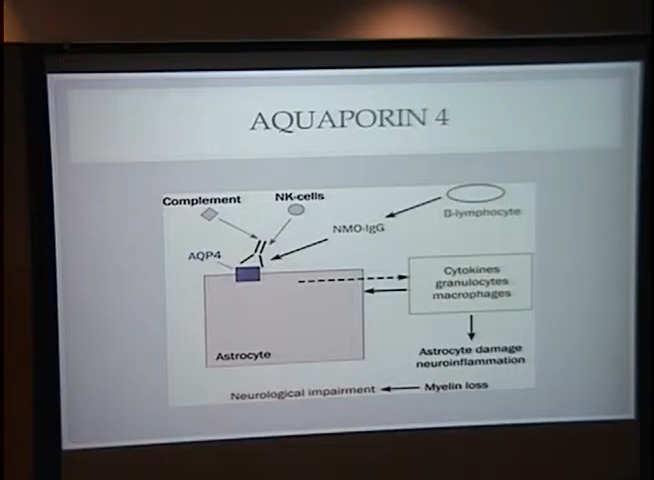 AQUAPORIN 4
Complement
NK-cells
B-lymphocyte
NMO-IgG
AQP4
Cytokines
granulocytes
macrophages
Astrocyte
Astrocyte damage
neuroinflammation
Neurological impairment
Myelin loss